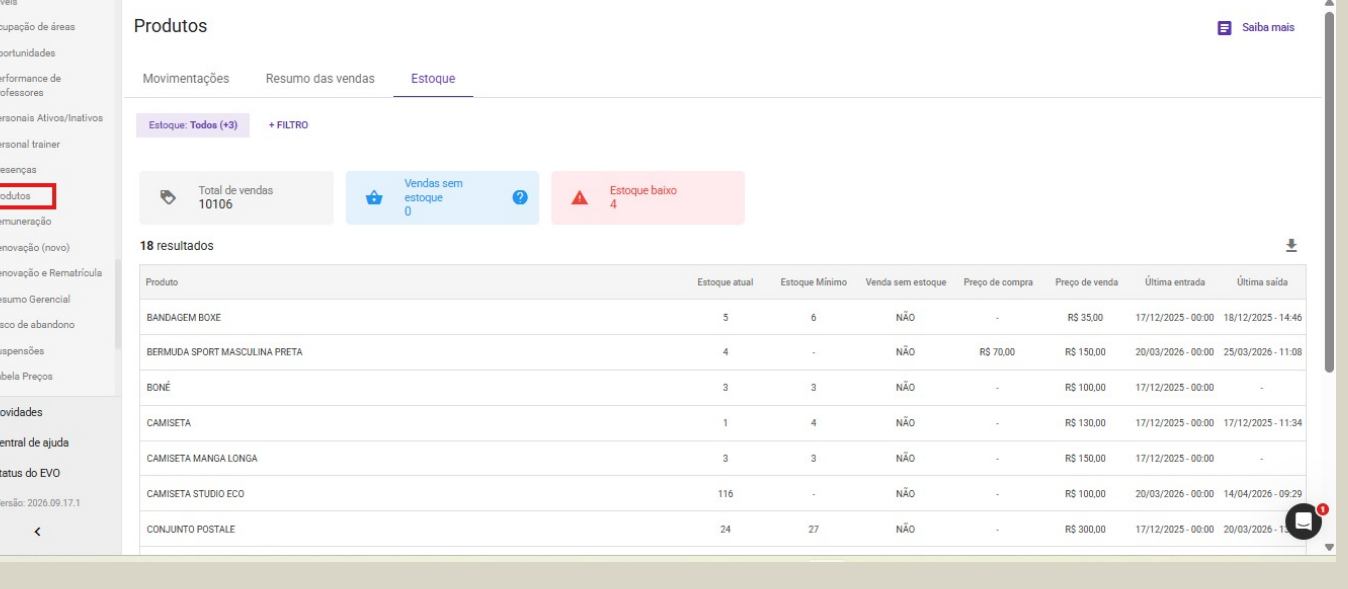 Produtos
Saiba mais
Movimentações Resumo das vendas Estoque
Estoque: Todos (+3) + FILTRO
Total de vendas
10106
Vendas sem
estoque
0
Estoque baixo
4
18 resultados
Produto Estoque atual Estoque Mínimo Venda sem estoque Preço de compra Preço de venda Última entrada Última saída
BANDAGEM BOXE 5 6 NÃO - R$ 35,00 17/12/2025 - 00:00 18/12/2025 - 14:46
BERMUDA SPORT MASCULINA PRETA 4 - NÃO R$ 70,00 R$ 150,00 20/03/2026 - 00:00 25/03/2026 - 11:08
BONÉ 3 3 NÃO - R$ 100,00 17/12/2025 - 00:00 -
CAMISETA 1 4 NÃO - R$ 130,00 17/12/2025 - 00:00 17/12/2025 - 11:34
CAMISETA MANGA LONGA 3 3 NÃO - R$ 150,00 17/12/2025 - 00:00 -
CAMISETA STUDIO ECO 116 - NÃO - R$ 100,00 20/03/2026 - 00:00 14/04/2026 - 09:29
CONJUNTO POSTALE 24 27 NÃO - R$ 300,00 17/12/2025 - 00:00 20/03/2026 - 1
1
veis
cupação de áreas
portunidades
erformance de
rofessores
ersonais Ativos/Inativos
ersonal trainer
resenças
rodutos
emuneração
enovação (novo)
enovação e Rematrícula
esumo Gerencial
sco de abandono
uspensões
abela Preços
ovidades
entral de ajuda
tatus do EVO
ersão: 2026.09.17.1